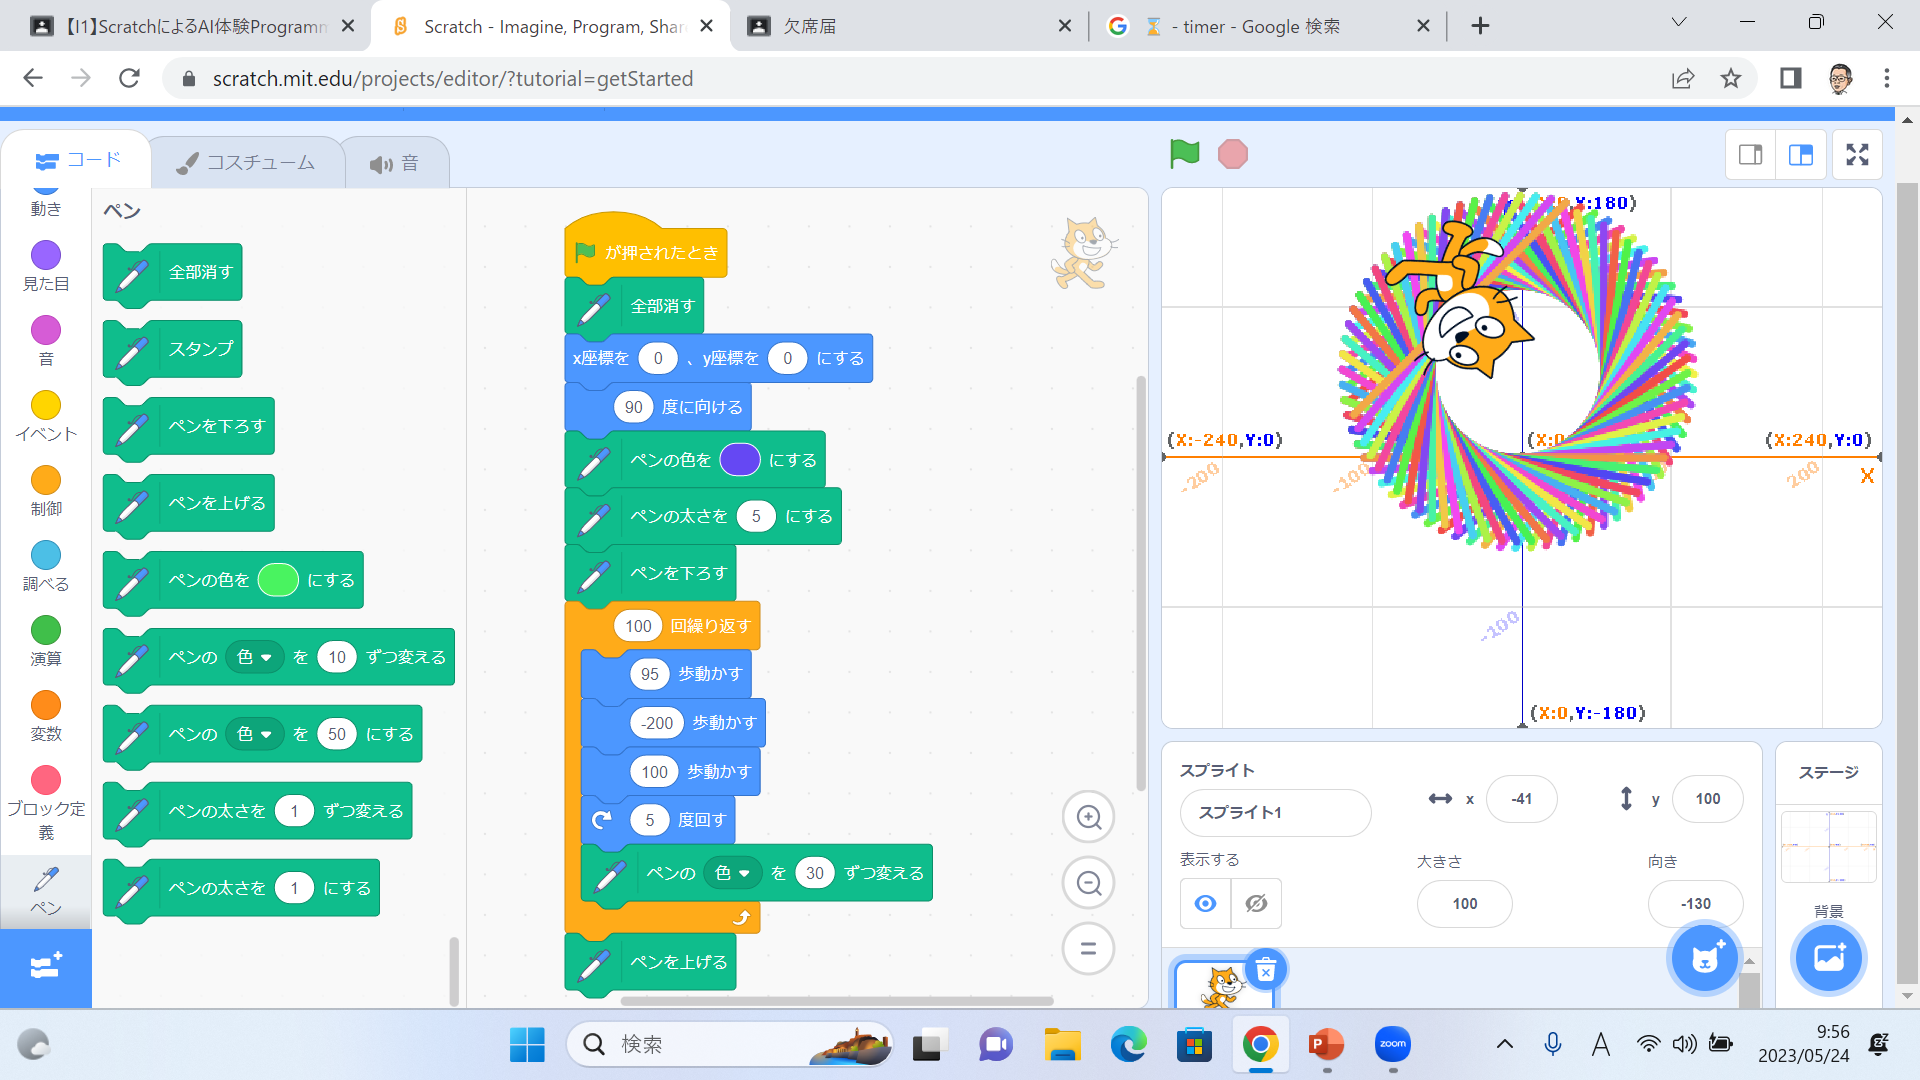 【I1】ScratchによるAI体験Programm
Scratch - Imagine, Program, Shar
欠席届
- timer - Google 検索
scratch.mit.edu/projects/editor/?tutorial=getStarted
コード
コスチューム
音
動き
見た目
音
イベント
制御
調べる
演算
変数
ブロック定
義
ペン
ペン
全部消す
スタンプ
ペンを下ろす
ペンを上げる
ペンの色を にする
ペンの 色 を 10 ずつ変える
ペンの 色 を 50 にする
ペンの太さを 1 ずつ変える
ペンの太さを 1 にする
が押されたとき
全部消す
x座標を 0 、y座標を 0 にする
90 度に向ける
ペンの色を にする
ペンの太さを 5 にする
ペンを下ろす
100 回繰り返す
95 歩動かす
-200 歩動かす
100 歩動かす
5 度回す
ペンの 色 を 30 ずつ変える
ペンを上げる
Y:180)
(X:-240,Y:0)
(X:0
(X:240,Y:0)
-200
-100
200
X
-100
(X:0,Y:-180)
スプライト
スプライト1
x -41
y 100
表示する
大きさ 100
向き -130
ステージ
背景
検索
zoom
A
9:56
2023/05/24